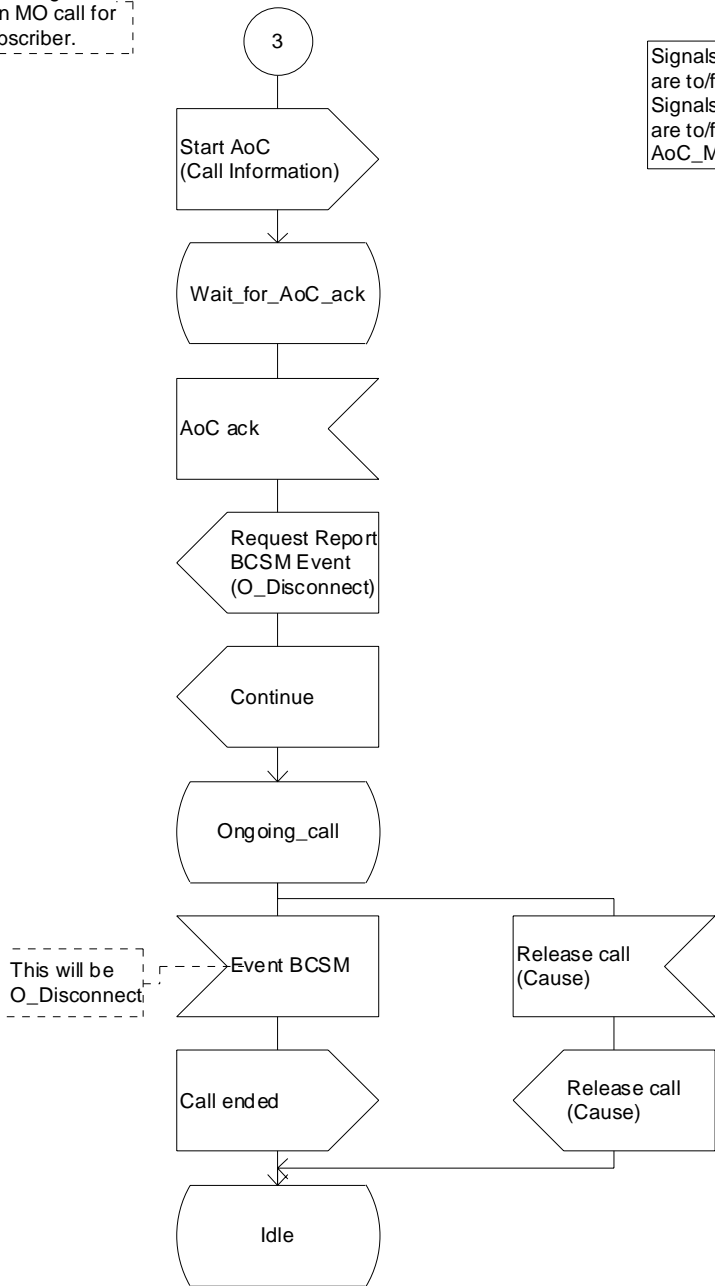 n MO call for
oscriber.
3
Signals
are to/f
Signals
are to/f
AoC_M
Start AoC
(Call Information)
Wait_for_AoC_ack
AoC ack
Request Report
BCSM Event
(O_Disconnect)
Continue
Ongoing_call
This will be
O_Disconnect
Event BCSM
Release call
(Cause)
Call ended
Release call
(Cause)
Idle